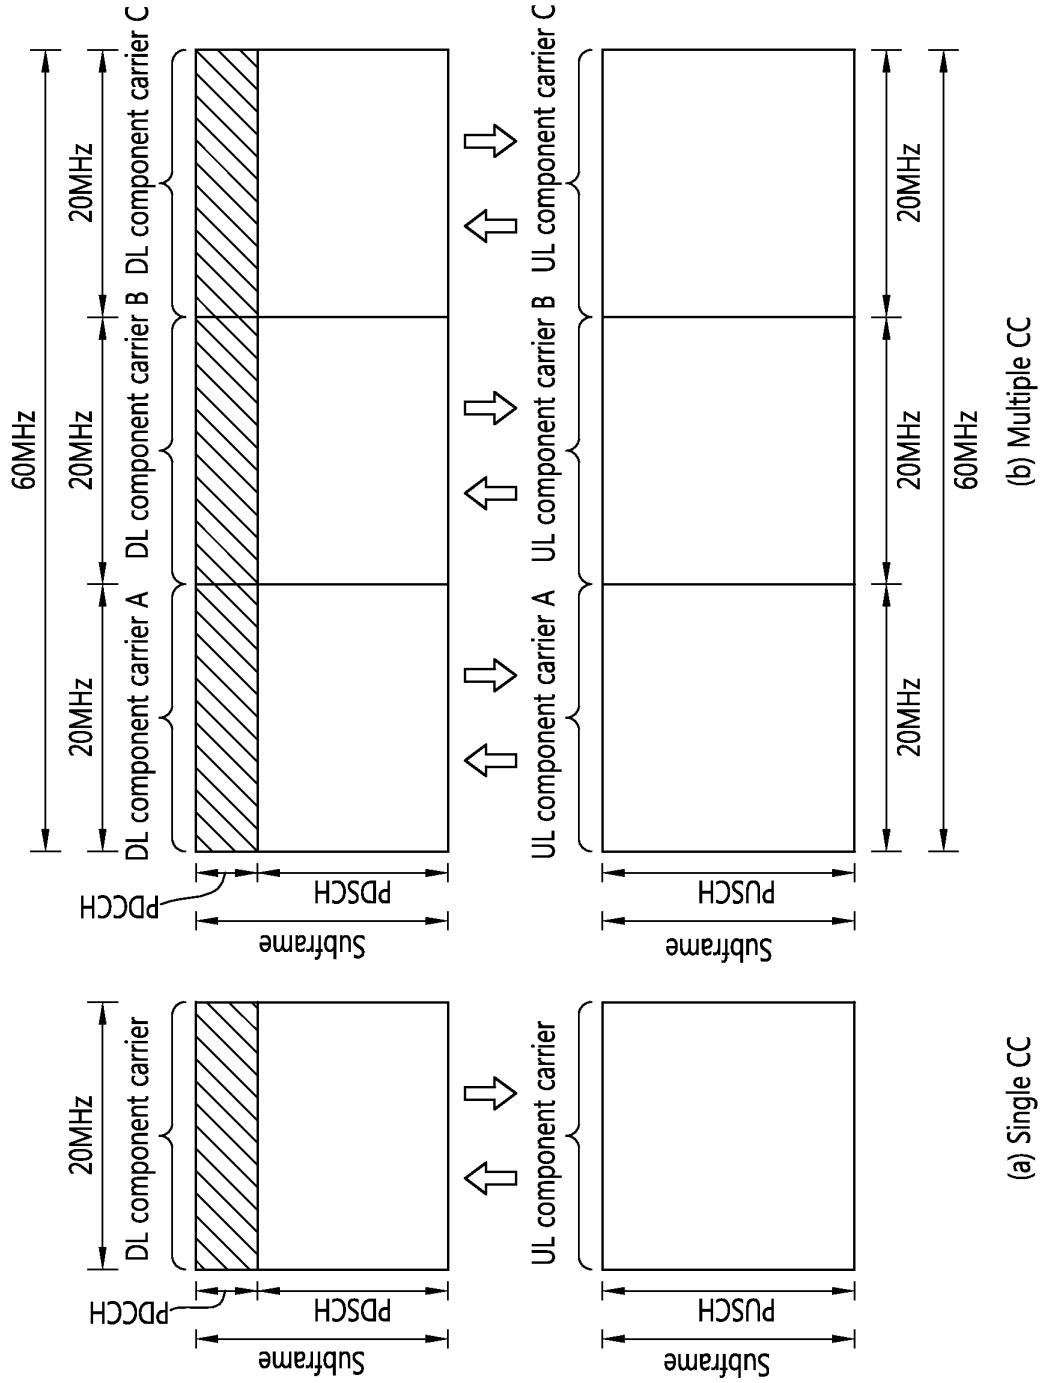 20MHz
DL component carrier
PDCCH
PDSCH
Subframe
UL component carrier
PUSCH
Subframe
(a) Single CC
60MHz
20MHz
20MHz
20MHz
DL component carrier A
DL component carrier B
DL component carrier C
PDCCH
PDSCH
Subframe
UL component carrier A
UL component carrier B
UL component carrier C
PUSCH
Subframe
20MHz
20MHz
20MHz
60MHz
(b) Multiple CC